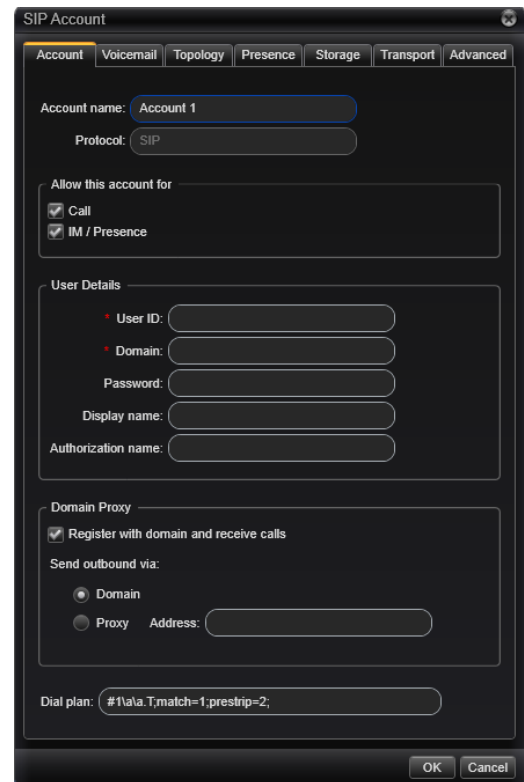 SIP Account
Account Voicemail Topology Presence Storage Transport Advanced
Account name: Account 1
Protocol: SIP
Allow this account for
Call
IM / Presence
User Details
* User ID:
* Domain:
Password:
Display name:
Authorization name:
Domain Proxy
Register with domain and receive calls
Send outbound via:
Domain
Proxy Address:
Dial plan: #1\a\a.T;match=1;prestrip=2;
OK Cancel